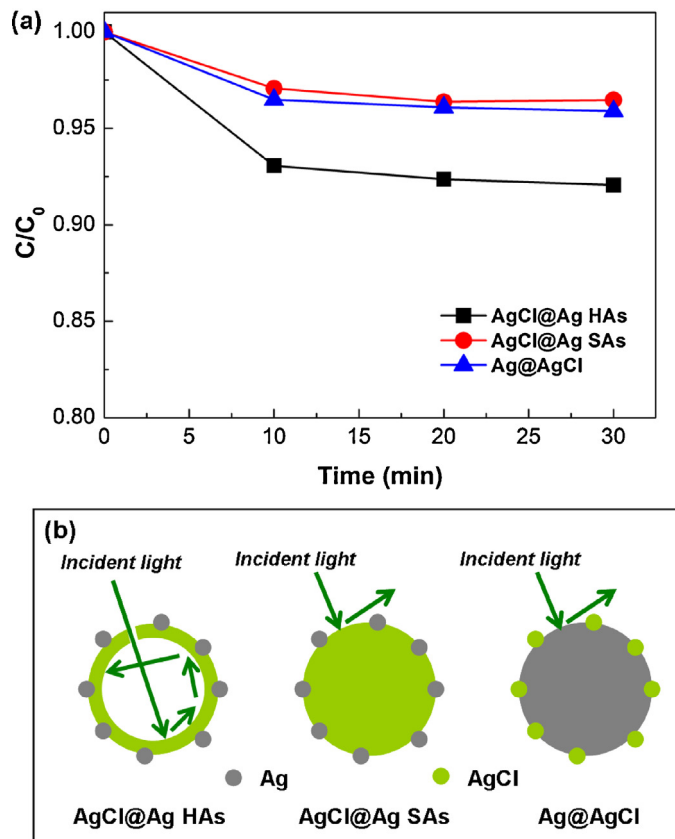 (a)
1.00
0.95
0.90
0.85
0.80
C/C₀
0 5 10 15 20 25 30
Time (min)
AgCl@Ag HAs
AgCl@Ag SAs
Ag@AgCl
(b)
Incident light Incident light Incident light
Ag AgCl
AgCl@Ag HAs AgCl@Ag SAs Ag@AgCl